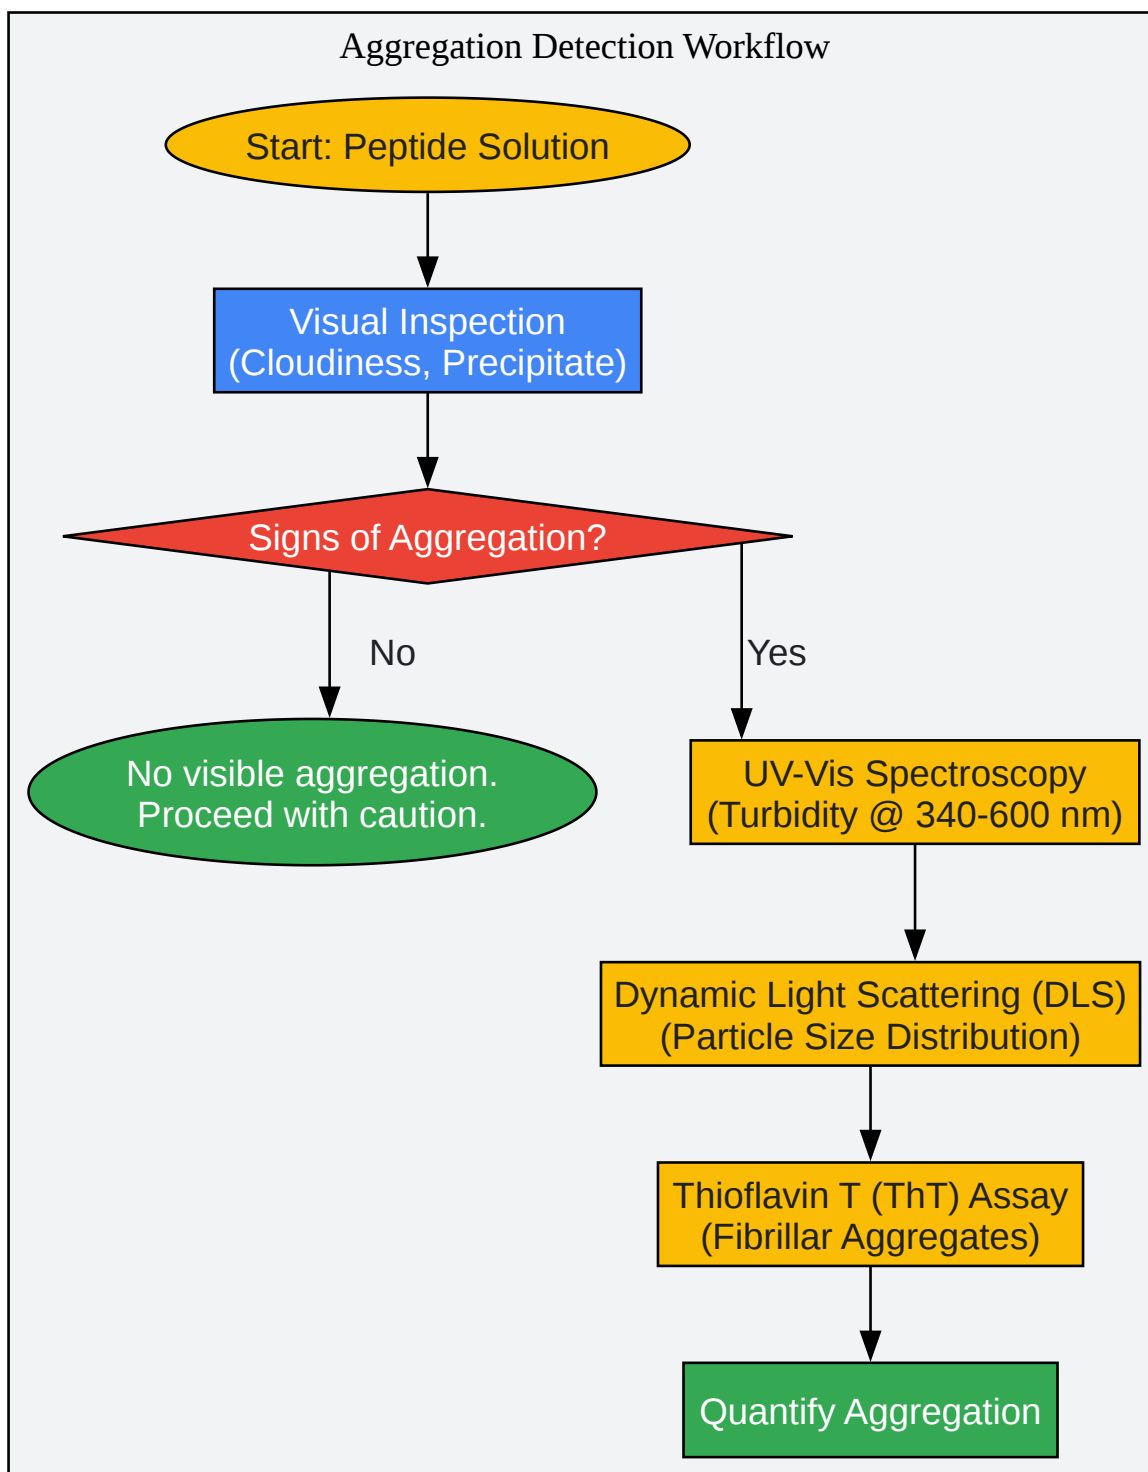 Aggregation Detection Workflow
Start: Peptide Solution
Visual Inspection
(Cloudiness, Precipitate)
Signs of Aggregation?
No
Yes
No visible aggregation.
Proceed with caution.
UV-Vis Spectroscopy
(Turbidity @ 340-600 nm)
Dynamic Light Scattering (DLS)
(Particle Size Distribution)
Thioflavin T (ThT) Assay
(Fibrillar Aggregates)
Quantify Aggregation